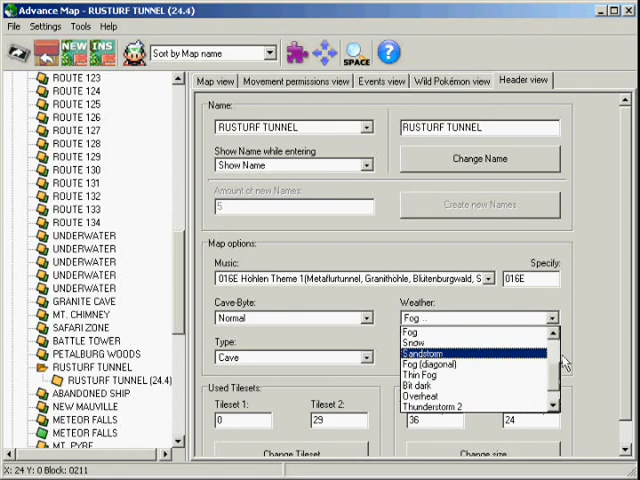 Advance Map - RUSTURF TUNNEL (24.4)
File Settings Tools Help
NEW INS Sort by Map name SPACE ?
ROUTE 123
ROUTE 124
ROUTE 125
ROUTE 126
ROUTE 127
ROUTE 128
ROUTE 129
ROUTE 130
ROUTE 131
ROUTE 132
ROUTE 133
ROUTE 134
UNDERWATER
UNDERWATER
UNDERWATER
UNDERWATER
UNDERWATER
GRANITE CAVE
MT. CHIMNEY
SAFARI ZONE
BATTLE TOWER
PETALBURG WOODS
RUSTURF TUNNEL
RUSTURF TUNNEL (24.4)
ABANDONED SHIP
NEW MAUVILLE
METEOR FALLS
METEOR FALLS
MT. PYRE
Map view Movement permissions view Events view Wild Pokémon view Header view
Name:
RUSTURF TUNNEL RUSTURF TUNNEL
Show Name while entering
Show Name Change Name
Amount of new Names:
5 Create new Names
Map options:
Music: Specify:
016E Höhlen Theme 1(Metaflurtunnel, Granithöhle, Blütenburgwald, S 016E
Cave-Byte: Weather:
Normal Fog ..
Type:
Cave
Fog
Snow
Sandstorm
Fog (diagonal)
Thin Fog
Bit dark
Overheat
Thunderstorm 2
Used Tilesets:
Tileset 1: Tileset 2:
0 29 36 24
Change Tileset Change size
X: 24 Y: 0 Block: 0211